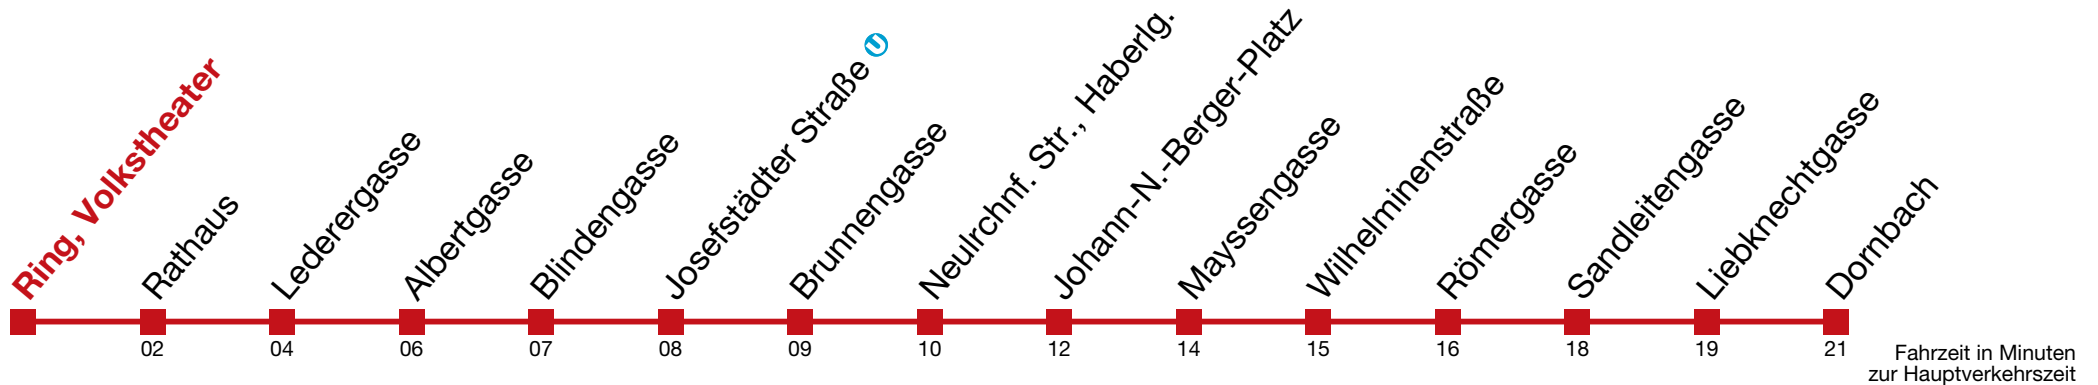 Ring, Volkstheater
Rathaus
Lederergasse
Albertgasse
Blindengasse
Josefstädter Straße U
Brunnengasse
Neulrchnf. Str., Haberlg.
Johann-N.-Berger-Platz
Mayssengasse
Wilhelminenstraße
Römergasse
Sandleitengasse
Liebknechtgasse
Dornbach
02 04 06 07 08 09 10 12 14 15 16 18 19 21
Fahrzeit in Minuten
zur Hauptverkehrszeit